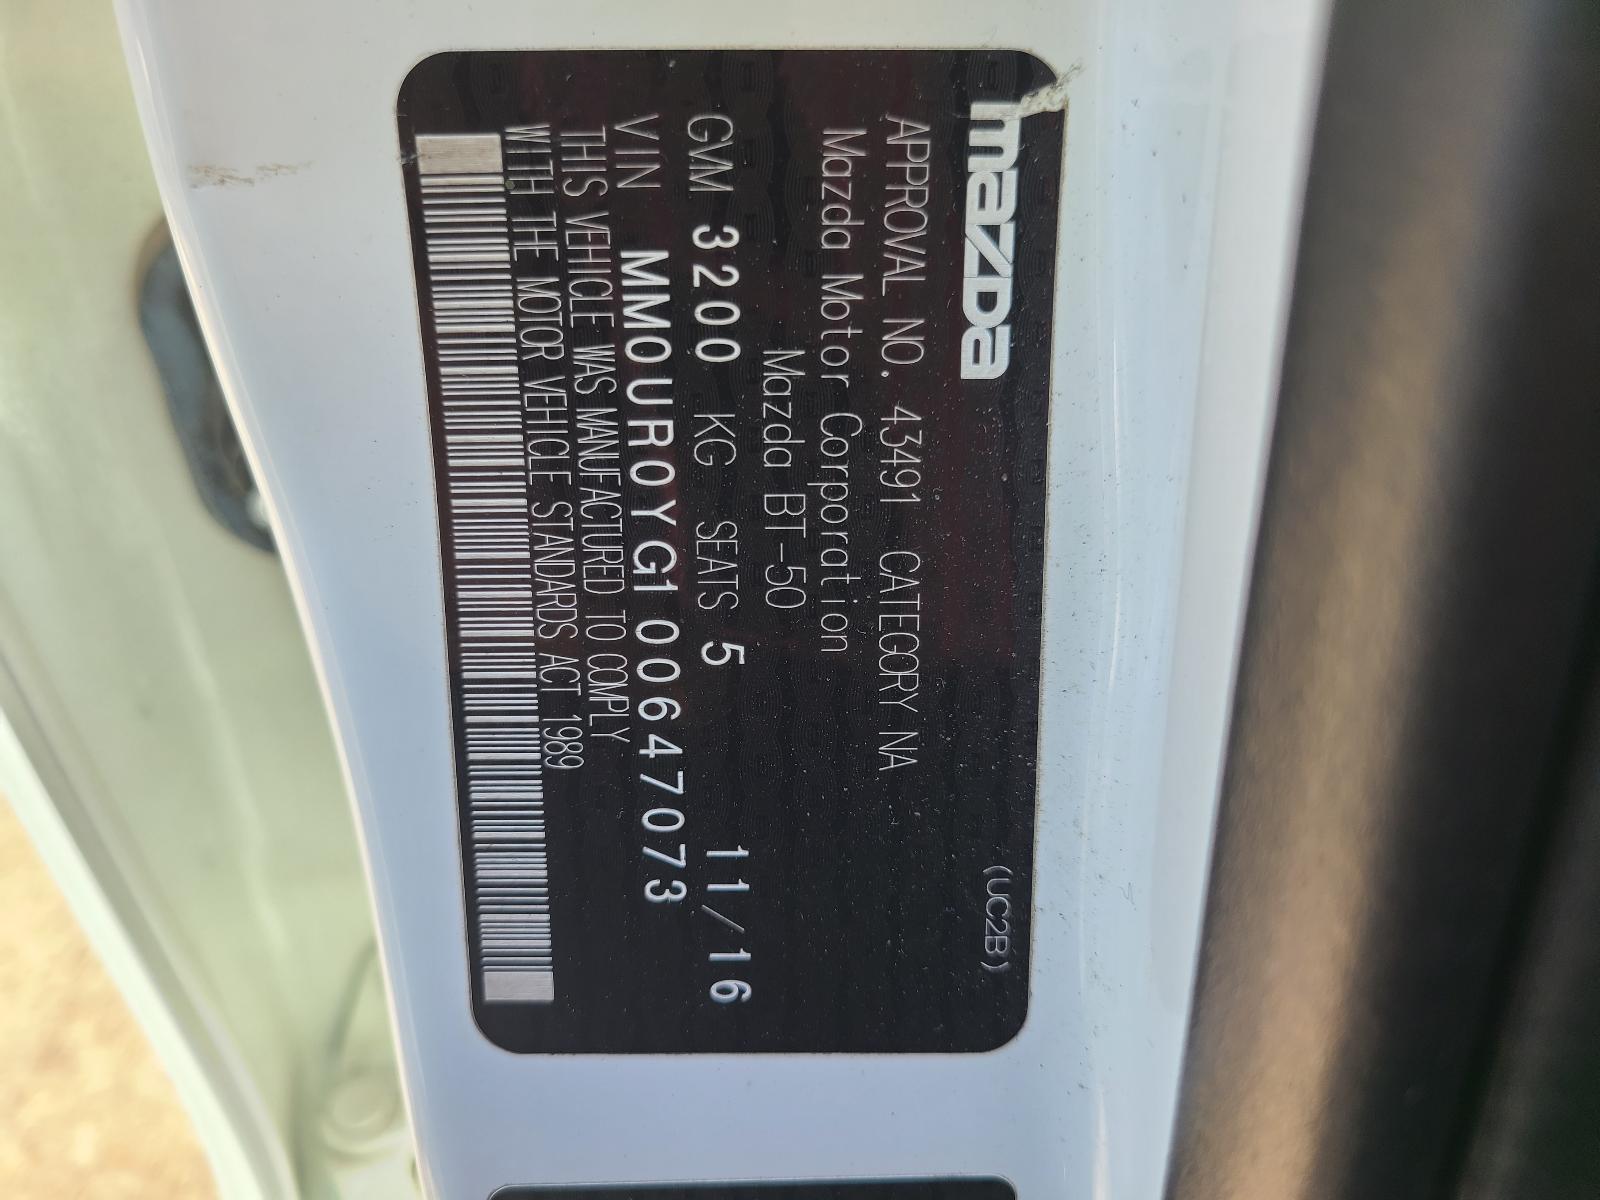 mazda
(UC2B)
APPROVAL NO. 43491 CATEGORY NA
Mazda Motor Corporation
Mazda BT-50
GVM 3200 KG SEATS 5 11/16
VIN MM0UR0YG100647073
THIS VEHICLE WAS MANUFACTURED TO COMPLY
WITH THE MOTOR VEHICLE STANDARDS ACT 1989